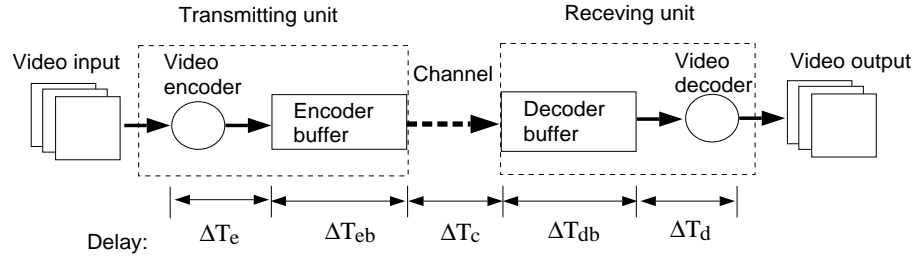 Transmitting unit
Receving unit
Video input
Video
encoder
Channel
Video
decoder
Video output
Encoder
buffer
Decoder
buffer
Delay:
ΔTe
ΔTeb
ΔTc
ΔTdb
ΔTd